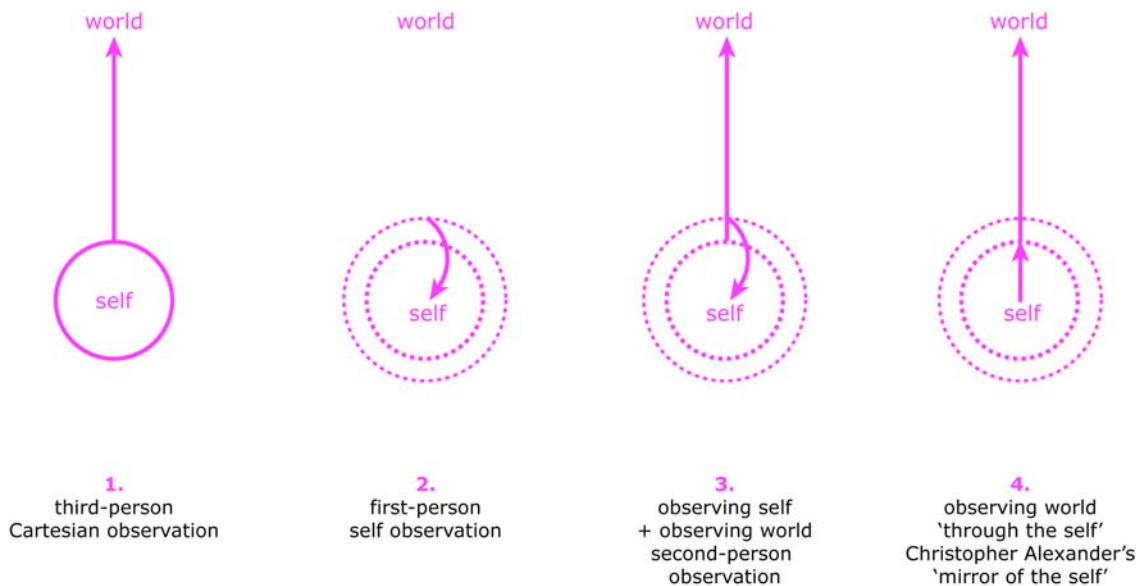 world
world
world
world
self
self
self
self
1.
third-person
Cartesian observation
2.
first-person
self observation
3.
observing self
+ observing world
second-person
observation
4.
observing world
‘through the self’
Christopher Alexander’s
‘mirror of the self’